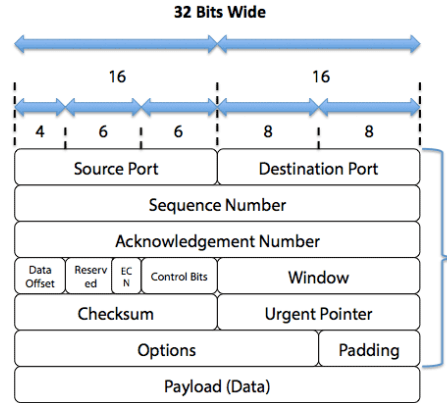 32 Bits Wide
16 16
4 6 6 8 8
Source Port Destination Port
Sequence Number
Acknowledgement Number
Data Offset Reserv ed EC N Control Bits Window
Checksum Urgent Pointer
Options Padding
Payload (Data)